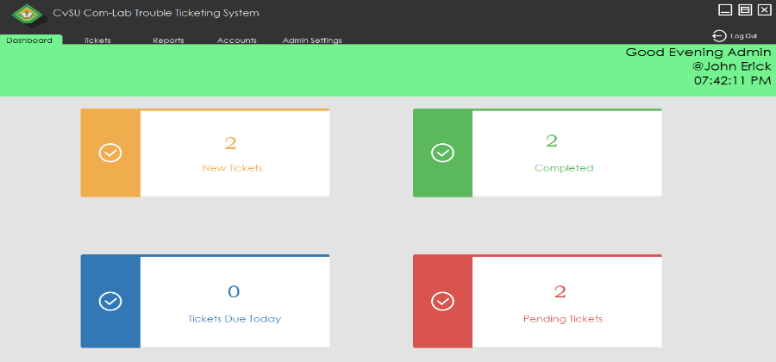 CvSU Com-Lab Trouble Ticketing System
Log Out
Dashboard Tickets Reports Accounts Admin Settings
Good Evening Admin
@John Erick
07:42:11 PM
2
New Tickets
2
Completed
0
Tickets Due Today
2
Pending Tickets